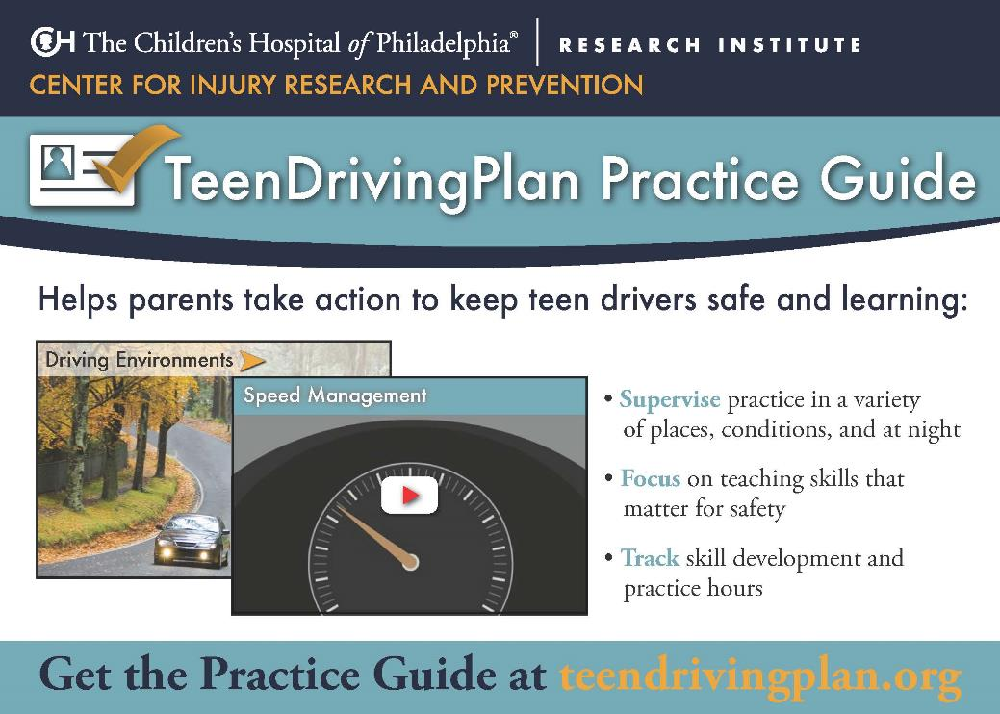 CH The Children's Hospital of Philadelphia® RESEARCH INSTITUTE
CENTER FOR INJURY RESEARCH AND PREVENTION
TeenDrivingPlan Practice Guide
Helps parents take action to keep teen drivers safe and learning:
Driving Environments
Speed Management
• Supervise practice in a variety
of places, conditions, and at night
• Focus on teaching skills that
matter for safety
• Track skill development and
practice hours
Get the Practice Guide at teendrivingplan.org